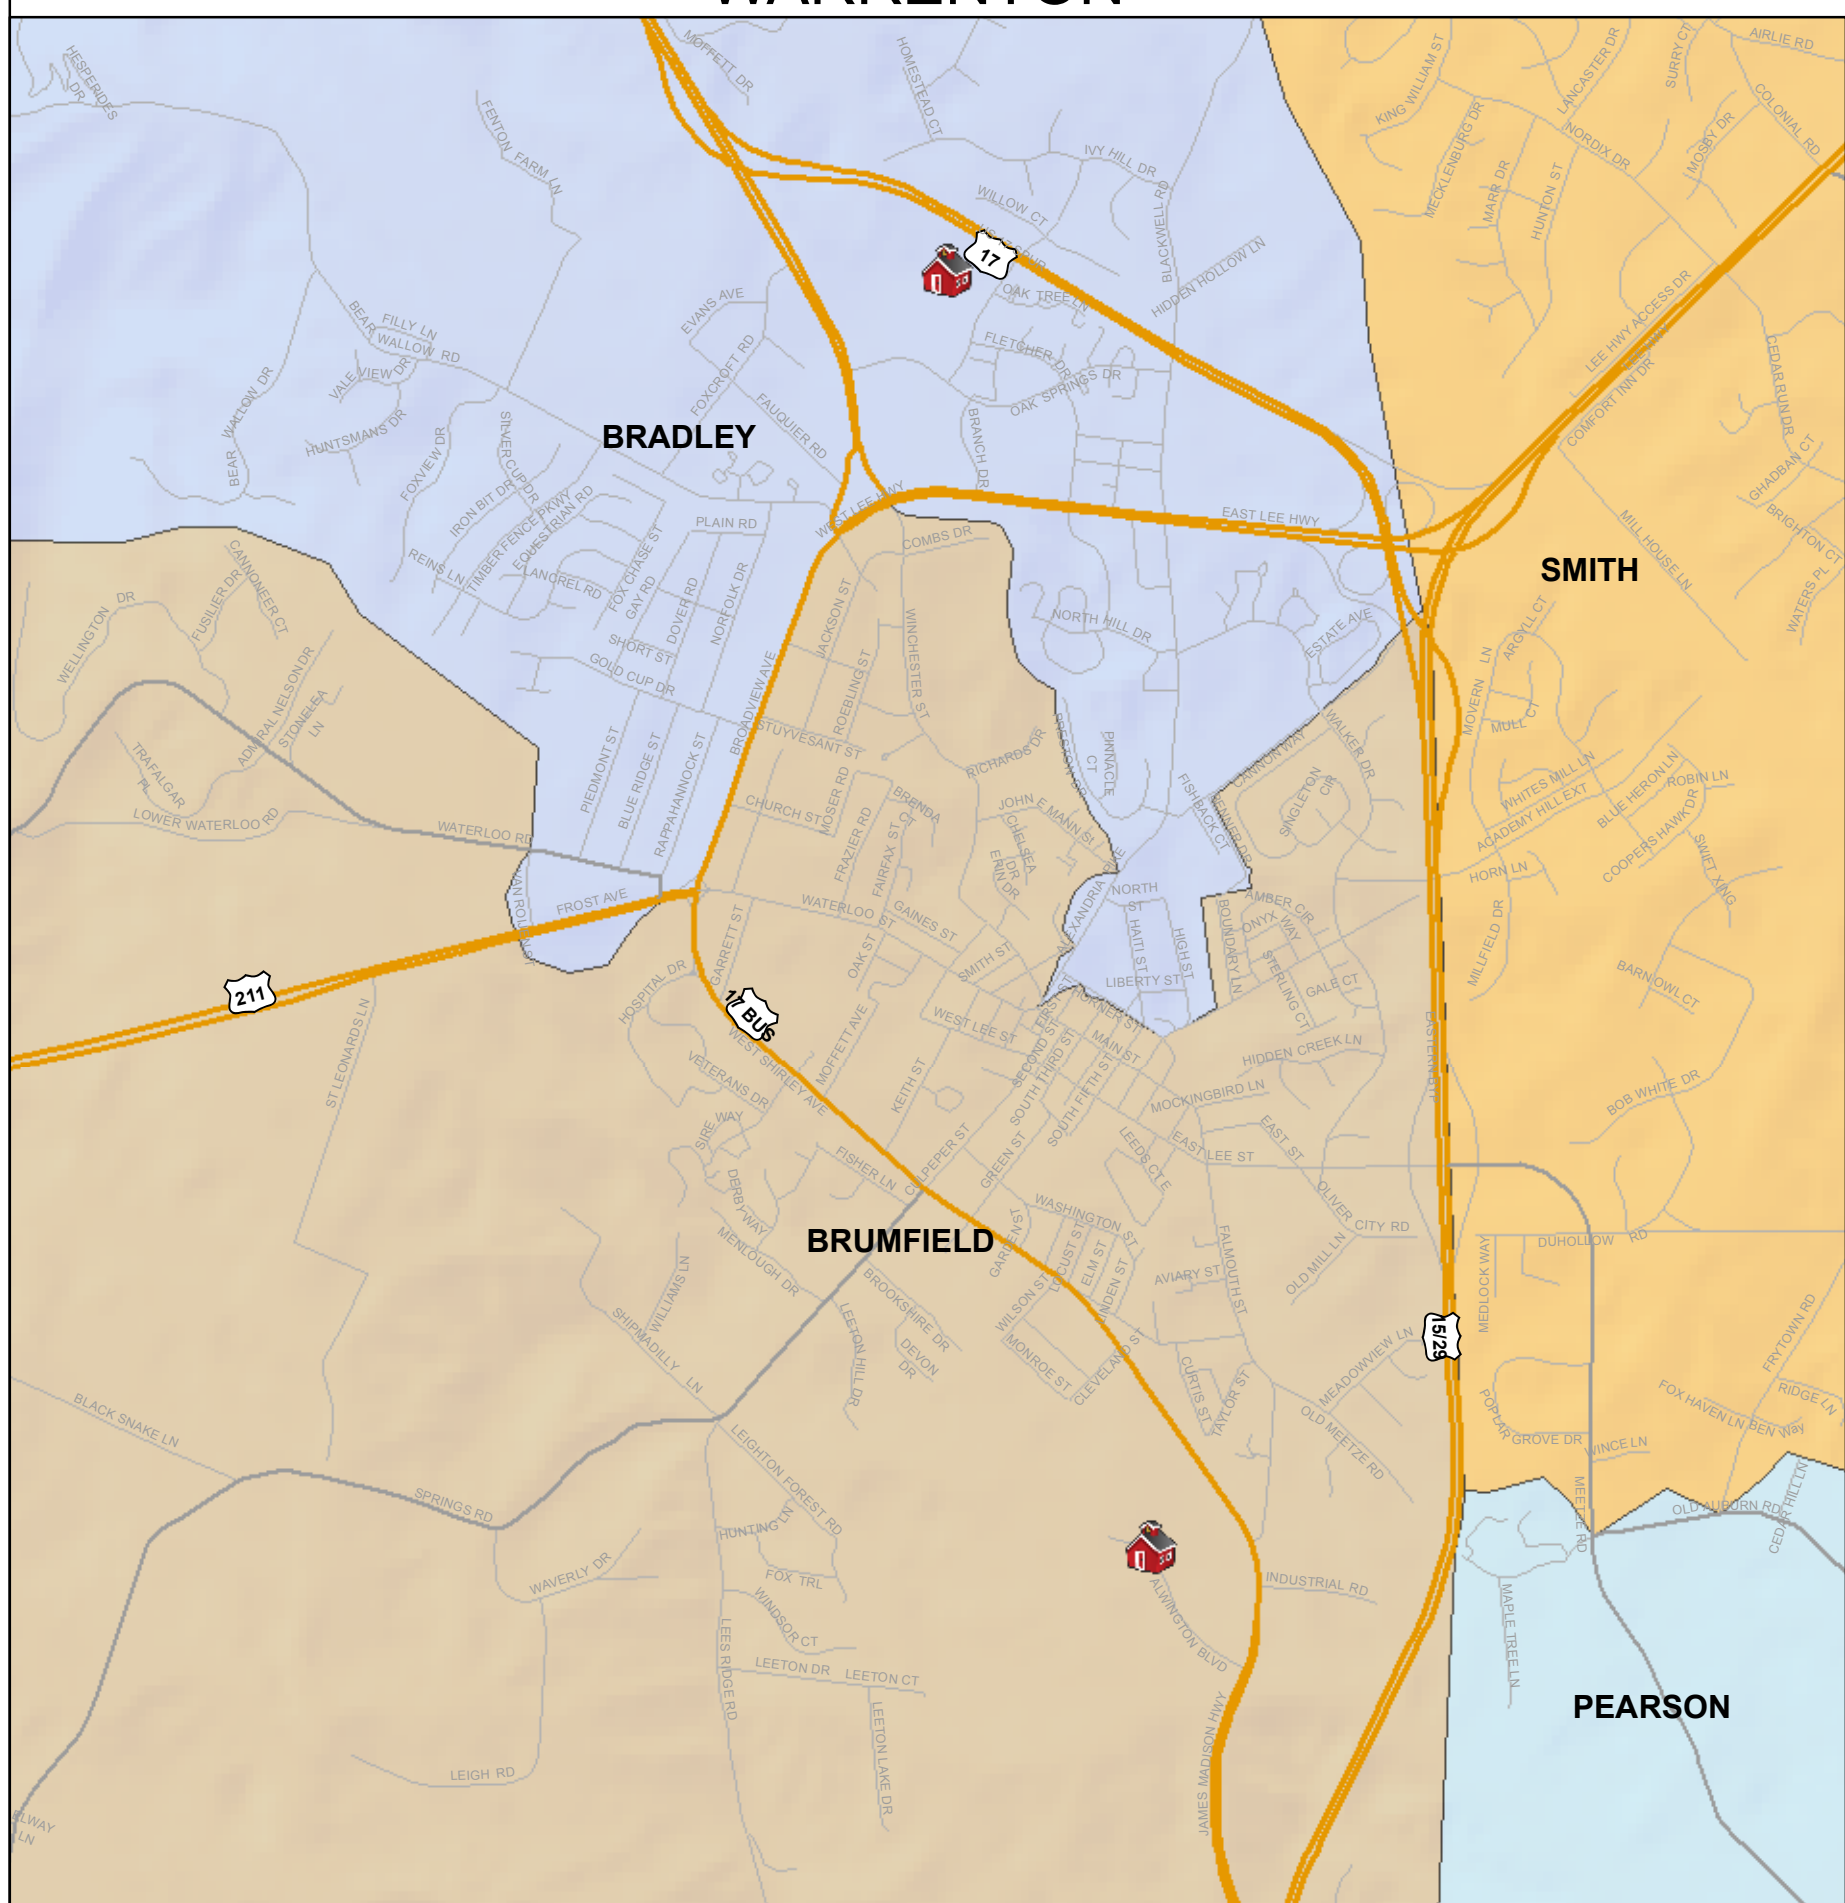 WARRENTON
HESPERIDES DR
MOFFETT DR
HOMESTEAD CT
KING WILLIAM ST
LANCASTER DR
SURRY CT
AIRLIE RD
COLONIAL RD
FENTON FARM LN
IVY HILL DR
MECKLENBURG DR
NORDIX DR
MOSBY DR
MARR DR
HUNTON ST
WILLOW CT
BLACKWELL RD
17
HIDDEN HOLLOW LN
OAK TREE LN
EVANS AVE
BEAR WALLOW RD
FILLY LN
VALE VIEW DR
FOXCROFT RD
FLETCHER DR
OAK SPRINGS DR
LEE HWY ACCESS DR
COMFORT INN DR
CEDAR RUN DR
BEAR WALLOW DR
HUNTSMANS DR
FAUQUIER RD
BRANCH DR
BRADLEY
FOXVIEW DR
SILVER CUP DR
GHADBAN CT
IRON BIT DR
TIMBER FENCE PKWY
EQUESTRIAN RD
PLAIN RD
WEST LEE HWY
EAST LEE HWY
MILL HOUSE LN
BRIGHTON CT
COMBS DR
REINS LN
LANCREL RD
FOX CHASE ST
GAY RD
DOVER RD
NORFOLK DR
SMITH
WATERS PL
CANNONEER CT
FUSILIER DR
WELLINGTON DR
JACKSON ST
WINCHESTER ST
NORTH HILL DR
ESTATE AVE
ARGYLL CT
SHORT ST
GOLD CUP DR
ADMIRAL NELSON DR
STONELEA LN
BROADVIEW AVE
ROEBLING ST
STUYVESANT ST
MOVERN LN
MULL CT
WALKER DR
PIEDMONT ST
BLUE RIDGE ST
RAPPAHANNOCK ST
RICHARDS DR
PRESTON DR
PINNACLE CT
CANNON WAY
TRAFALGAR PL
CHURCH ST
MOSER RD
BRENDA CT
JOHN E MANN ST
FISHBACK CT
SINGLETON CIR
WHITES MILL LN
ACADEMY HILL EXT
BLUE HERON LN
ROBIN LN
COOPERS HAWK DR
LOWER WATERLOO RD
WATERLOO RD
FRAZIER RD
FAIRFAX ST
CHELSEA DR
ERIN DR
HORN LN
SWIFT XING
FROST AVE
WATERLOO ST
GAINES ST
NORTH ST
AMBER CIR
ONYX WAY
BOUNDARY LN
GARRETT ST
OAK ST
SMITH ST
HAITI ST
HIGH ST
STERLING CT
GALE CT
MILLFIELD DR
BARN OWL CT
LIBERTY ST
211
HOSPITAL DR
17 BUS
WEST LEE ST
HORNER ST
MAIN ST
HIDDEN CREEK LN
ST LEONARDS LN
WEST SHIRLEY AVE
MOFFETT AVE
VETERANS DR
KEITH ST
SECOND ST
SOUTH THIRD ST
SOUTH FIFTH ST
MOCKINGBIRD LN
BOB WHITE DR
SIRE WAY
FISHER LN
CULPEPER ST
GREEN ST
LEEDS CT E
EAST LEE ST
EAST ST
DERBY WAY
WASHINGTON ST
OLIVER CITY RD
DUHOLLOW RD
BRUMFIELD
MENLOUGH DR
GARDEN ST
LOCUST ST
ELM ST
LINDEN ST
AVIARY ST
FALMOUTH ST
OLD MILL LN
MEDLOCK WAY
WILLIAMS LN
BROOKSHIRE DR
WILSON ST
15/29
SHIPMADILLY LN
LEETON HILL DR
DEVON DR
MONROE ST
CLEVELAND ST
CURTIS ST
TAYLOR ST
MEADOWVIEW LN
FRYTOWN RD
BLACK SNAKE LN
OLD MEETZE RD
POPLAR GROVE DR
FOX HAVEN LN
BEN Way
RIDGE LN
WINCE LN
LEIGHTON FOREST RD
SPRINGS RD
HUNTING LN
MEETZE RD
OLD AUBURN RD
CEDAR HILL LN
WAVERLY DR
FOX TRL
WINDSOR CT
ALWINGTON BLVD
INDUSTRIAL RD
MAPLE TREE LN
LEES RIDGE RD
LEETON DR
LEETON CT
LEETON LAKE DR
JAMES MADISON HWY
PEARSON
LEIGH RD